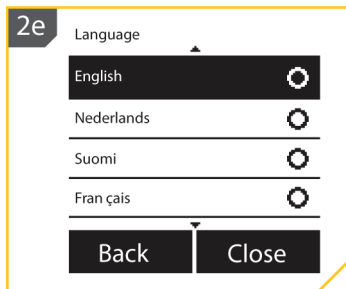 2e
Language
English
Nederlands
Suomi
Fran çais
Back Close